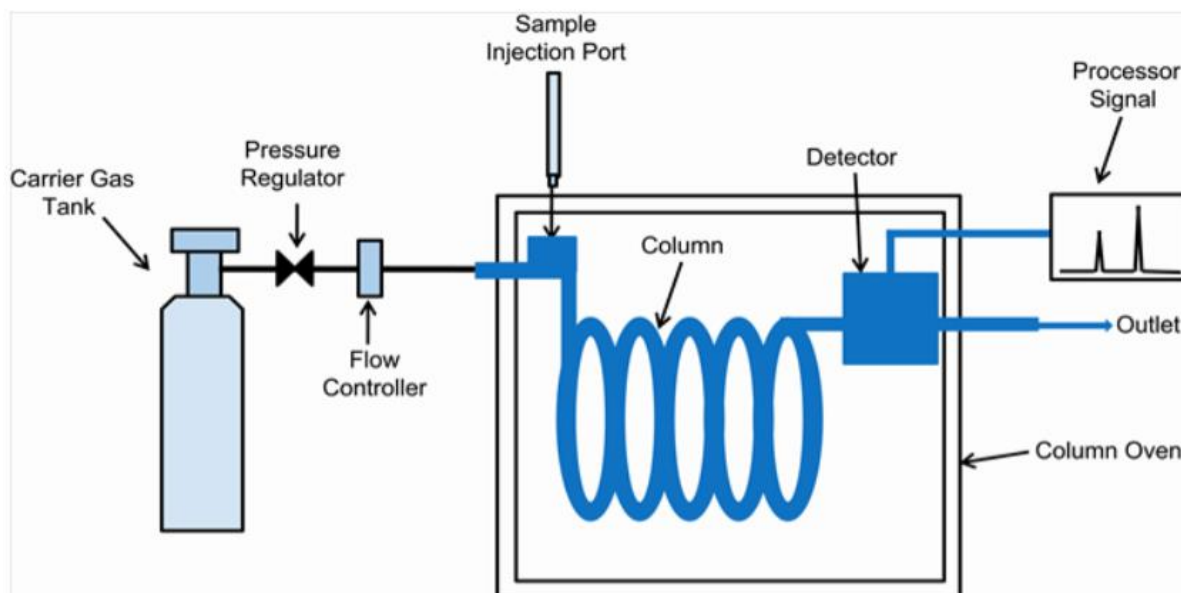 Sample
Injection Port
Processor
Signal
Pressure
Regulator
Detector
Carrier Gas
Tank
Column
Flow
Controller
Outlet
Column Oven